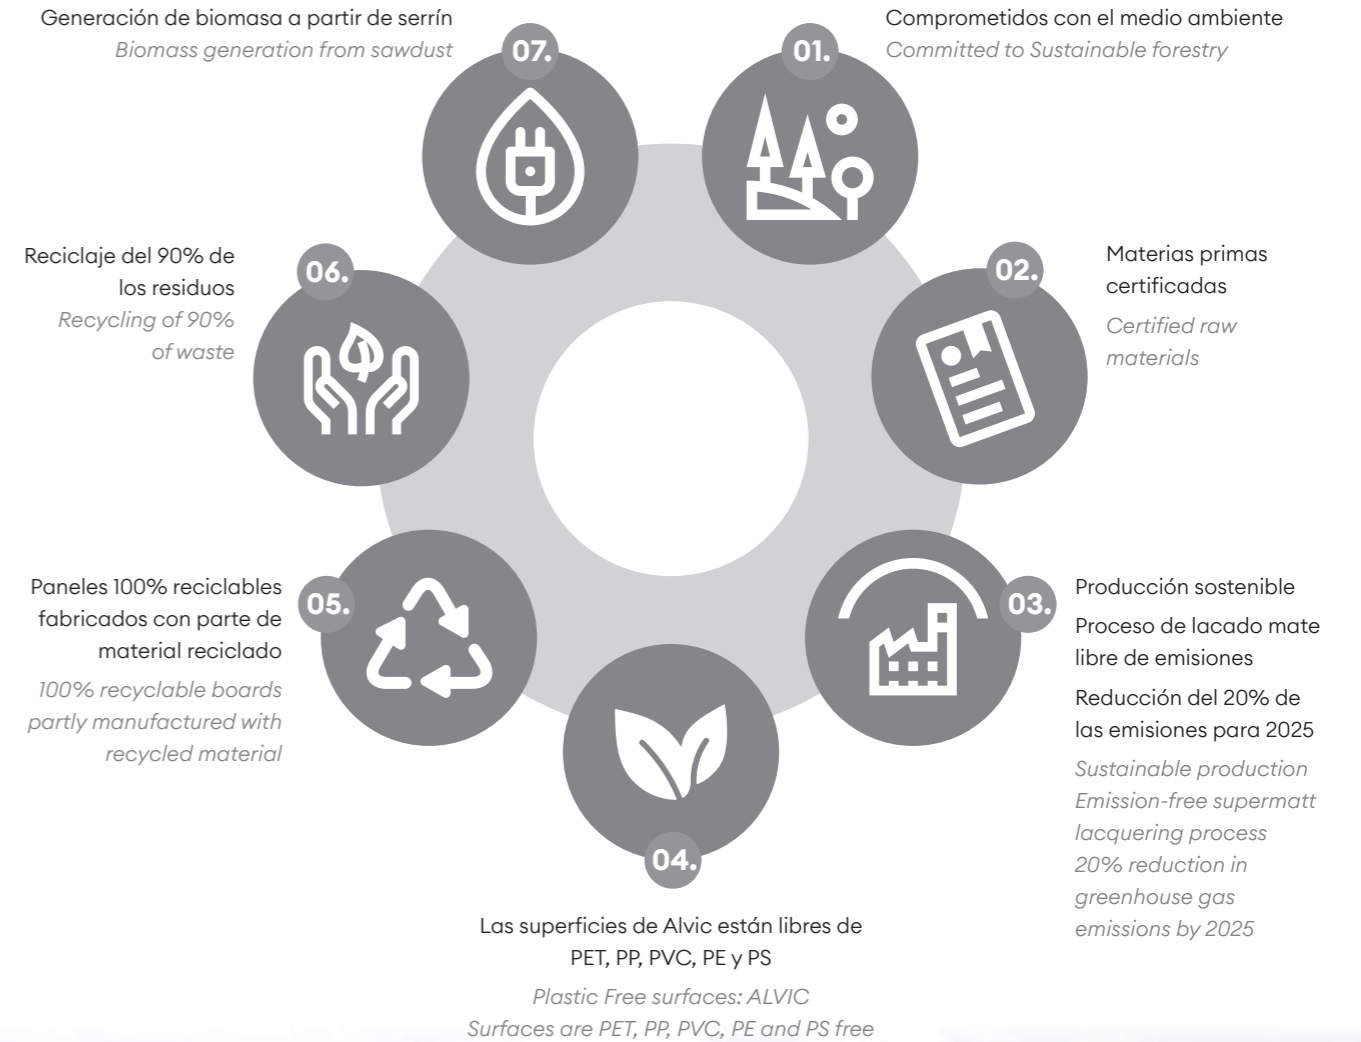 01.
Comprometidos con el medio ambiente
Committed to Sustainable forestry
02.
Materias primas
certificadas
Certified raw
materials
03.
Producción sostenible
Proceso de lacado mate
libre de emisiones
Reducción del 20% de
las emisiones para 2025
Sustainable production
Emission-free supermatt
lacquering process
20% reduction in
greenhouse gas
emissions by 2025
04.
Las superficies de Alvic están libres de
PET, PP, PVC, PE y PS
Plastic Free surfaces: ALVIC
Surfaces are PET, PP, PVC, PE and PS free
05.
Paneles 100% reciclables
fabricados con parte de
material reciclado
100% recyclable boards
partly manufactured with
recycled material
06.
Reciclaje del 90% de
los residuos
Recycling of 90%
of waste
07.
Generación de biomasa a partir de serrín
Biomass generation from sawdust